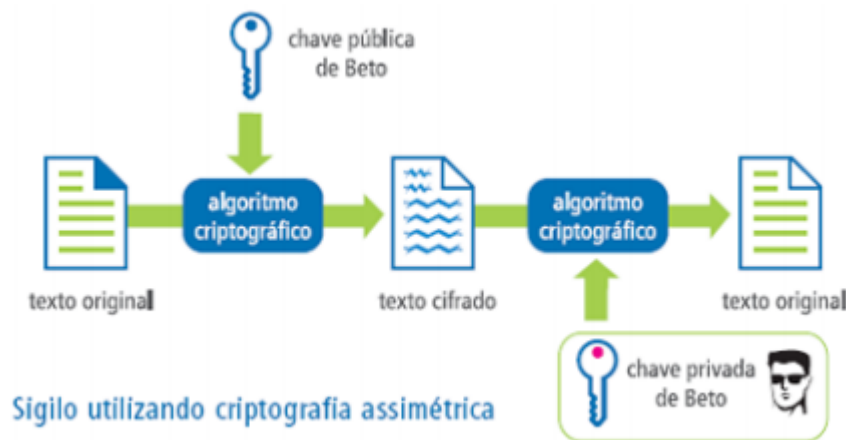 chave pública
de Beto
algoritmo
criptográfico
algoritmo
criptográfico
texto original
texto cifrado
texto original
chave privada
de Beto
Sigilo utilizando criptografia assimétrica